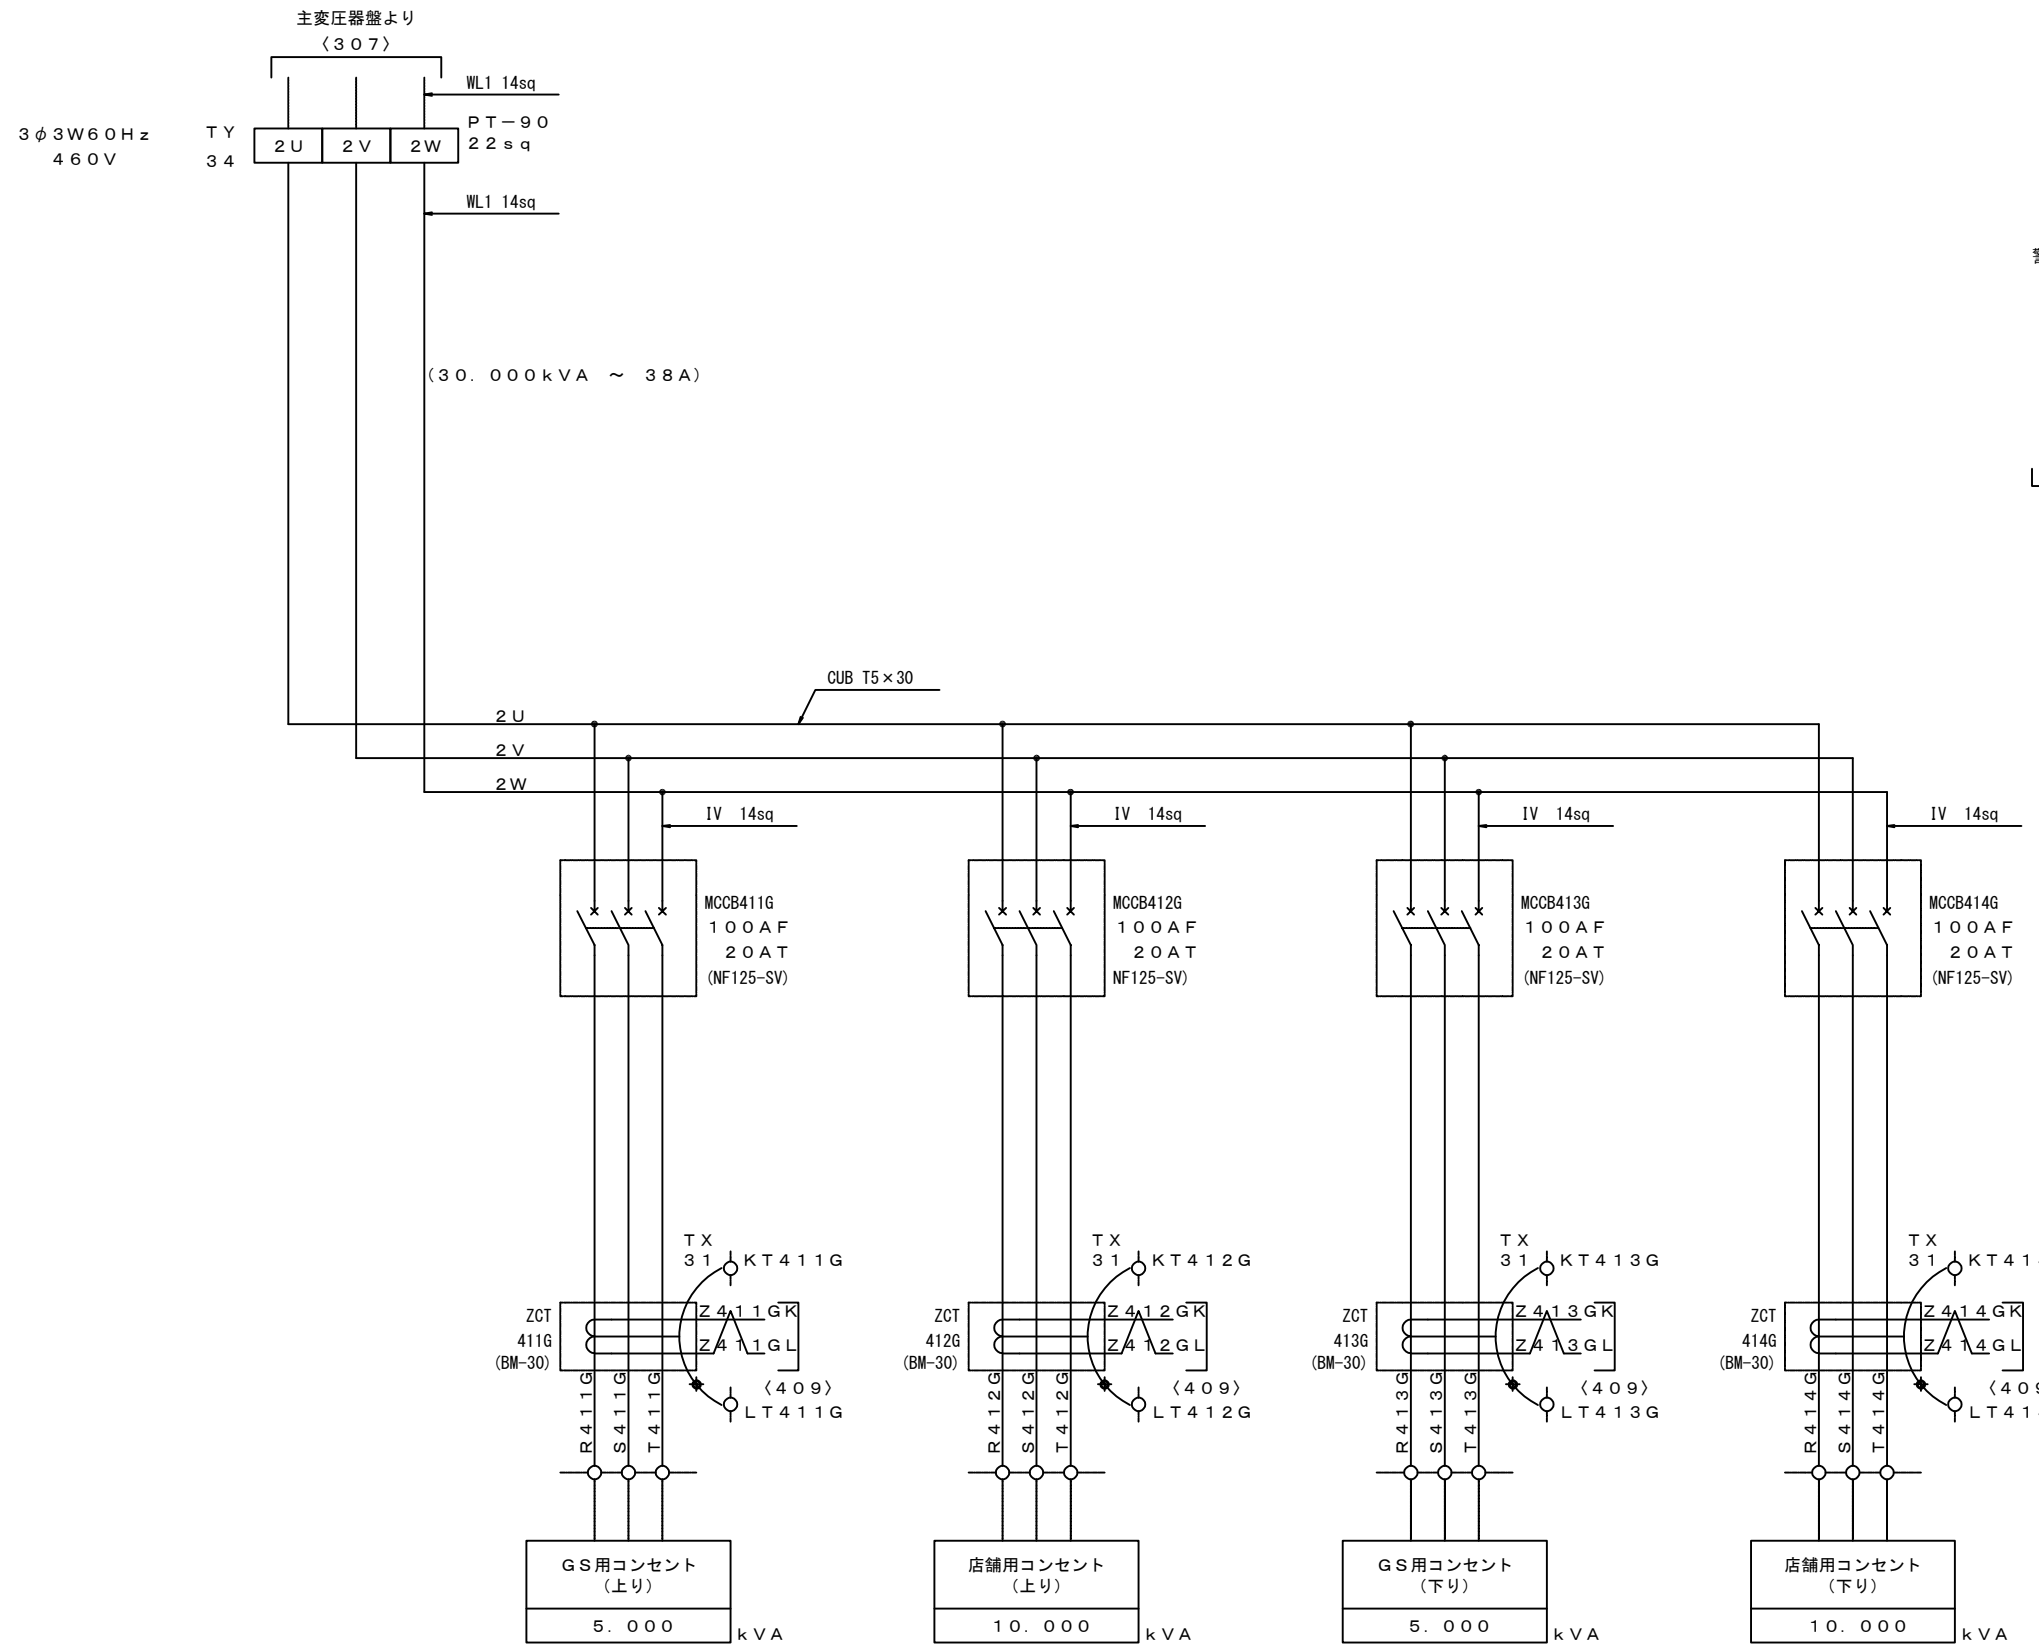 主変圧器盤より
〈３０７〉
WL1 14sq
３φ３Ｗ６０Ｈｚ
４６０Ｖ
ＴＹ
３４
２Ｕ
２Ｖ
２Ｗ
ＰＴ－９０
２２ｓｑ
WL1 14sq
（３０．０００ｋＶＡ　～　３８Ａ）
CUB T5×30
２Ｕ
２Ｖ
２Ｗ
IV 14sq
IV 14sq
IV 14sq
IV 14sq
MCCB411G
１００ＡＦ
２０ＡＴ
(NF125-SV)
MCCB412G
１００ＡＦ
２０ＡＴ
NF125-SV)
MCCB413G
１００ＡＦ
２０ＡＴ
(NF125-SV)
MCCB414G
１００ＡＦ
２０ＡＴ
(NF125-SV)
ＴＸ
３１
ＫＴ４１１Ｇ
ZCT
411G
(BM-30)
Ｚ４１１ＧＫ
Ｚ４１１ＧＬ
〈４０９〉
ＬＴ４１１Ｇ
Ｒ４１１Ｇ
Ｓ４１１Ｇ
Ｔ４１１Ｇ
ＴＸ
３１
ＫＴ４１２Ｇ
ZCT
412G
(BM-30)
Ｚ４１２ＧＫ
Ｚ４１２ＧＬ
〈４０９〉
ＬＴ４１２Ｇ
Ｒ４１２Ｇ
Ｓ４１２Ｇ
Ｔ４１２Ｇ
ＴＸ
３１
ＫＴ４１３Ｇ
ZCT
413G
(BM-30)
Ｚ４１３ＧＫ
Ｚ４１３ＧＬ
〈４０９〉
ＬＴ４１３Ｇ
Ｒ４１３Ｇ
Ｓ４１３Ｇ
Ｔ４１３Ｇ
ＴＸ
３１
ＫＴ４１
ZCT
414G
(BM-30)
Ｚ４１４ＧＫ
Ｚ４１４ＧＬ
〈４０９
ＬＴ４１
Ｒ４１４Ｇ
Ｓ４１４Ｇ
Ｔ４１４Ｇ
ＧＳ用コンセント
（上り）
５．０００
ｋＶＡ
店舗用コンセント
（上り）
１０．０００
ｋＶＡ
ＧＳ用コンセント
（下り）
５．０００
ｋＶＡ
店舗用コンセント
（下り）
１０．０００
ｋＶＡ